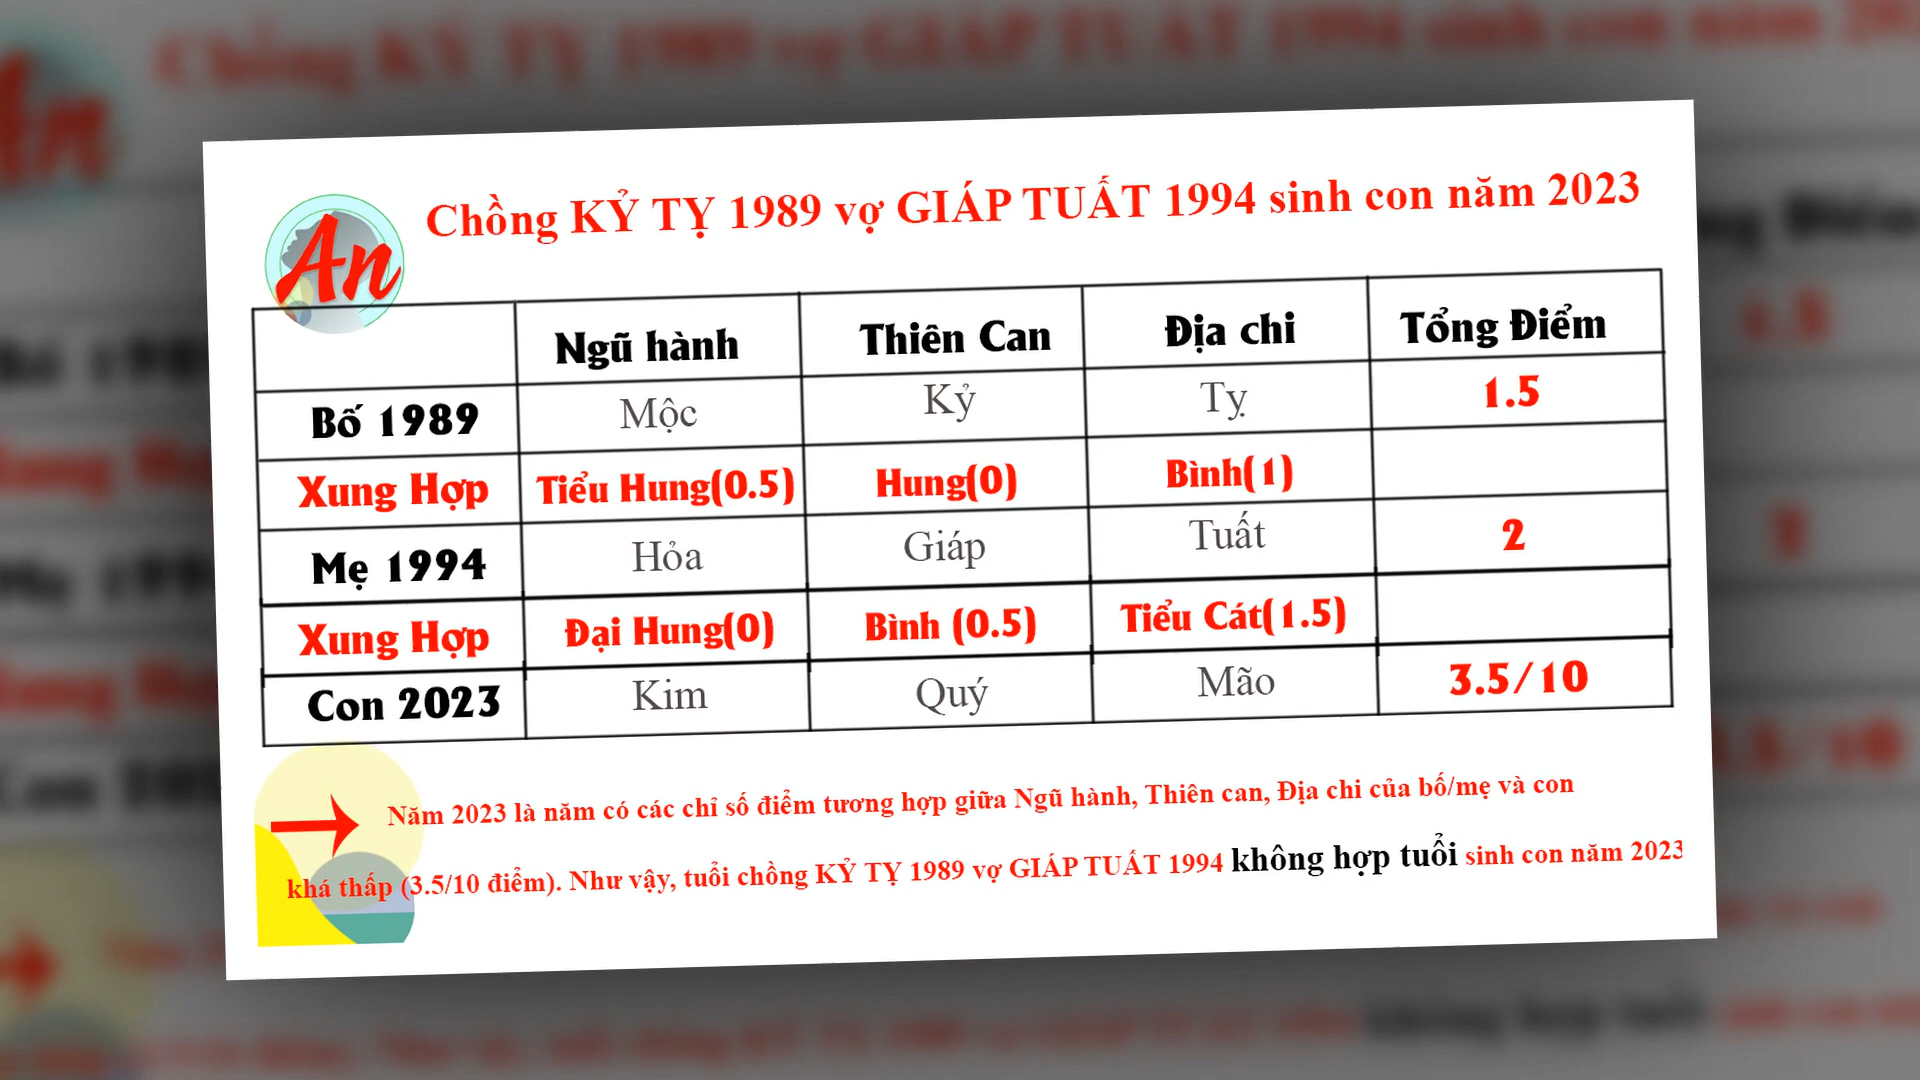 An
Chồng KỶ TỴ 1989 vợ GIÁP TUẤT 1994 sinh con năm 2023
Ngũ hành Thiên Can Địa chi Tổng Điểm
Bố 1989 Mộc Kỷ Tỵ 1.5
Xung Hợp Tiểu Hung(0.5) Hung(0) Bình(1)
Mẹ 1994 Hỏa Giáp Tuất 2
Xung Hợp Đại Hung(0) Bình (0.5) Tiểu Cát(1.5)
Con 2023 Kim Quý Mão 3.5/10
Năm 2023 là năm có các chỉ số điểm tương hợp giữa Ngũ hành, Thiên can, Địa chi của bố/mẹ và con
khá thấp (3.5/10 điểm). Như vậy, tuổi chồng KỶ TỴ 1989 vợ GIÁP TUẤT 1994 không hợp tuổi sinh con năm 2023